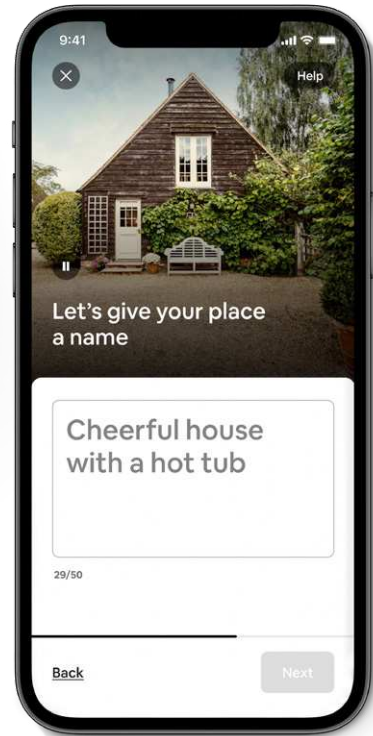 9:41
Help
Let's give your place
a name
Cheerful house
with a hot tub
29/50
Back
Next